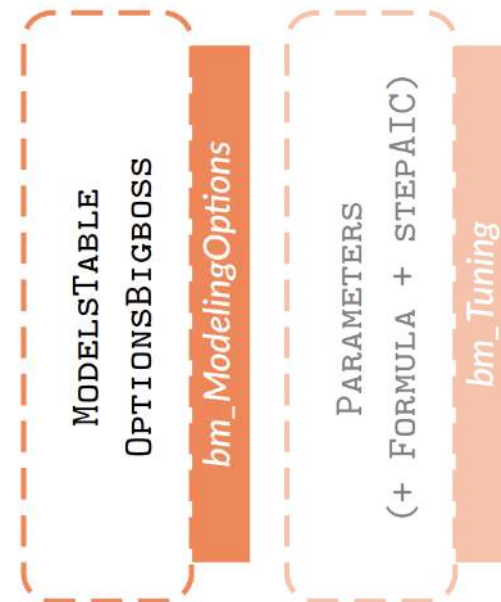 MODELSTABLE
OPTIONSBIGBOSS
bm_ModelingOptions
PARAMETERS
(+ FORMULA + STEPAIC)
bm_Tuning